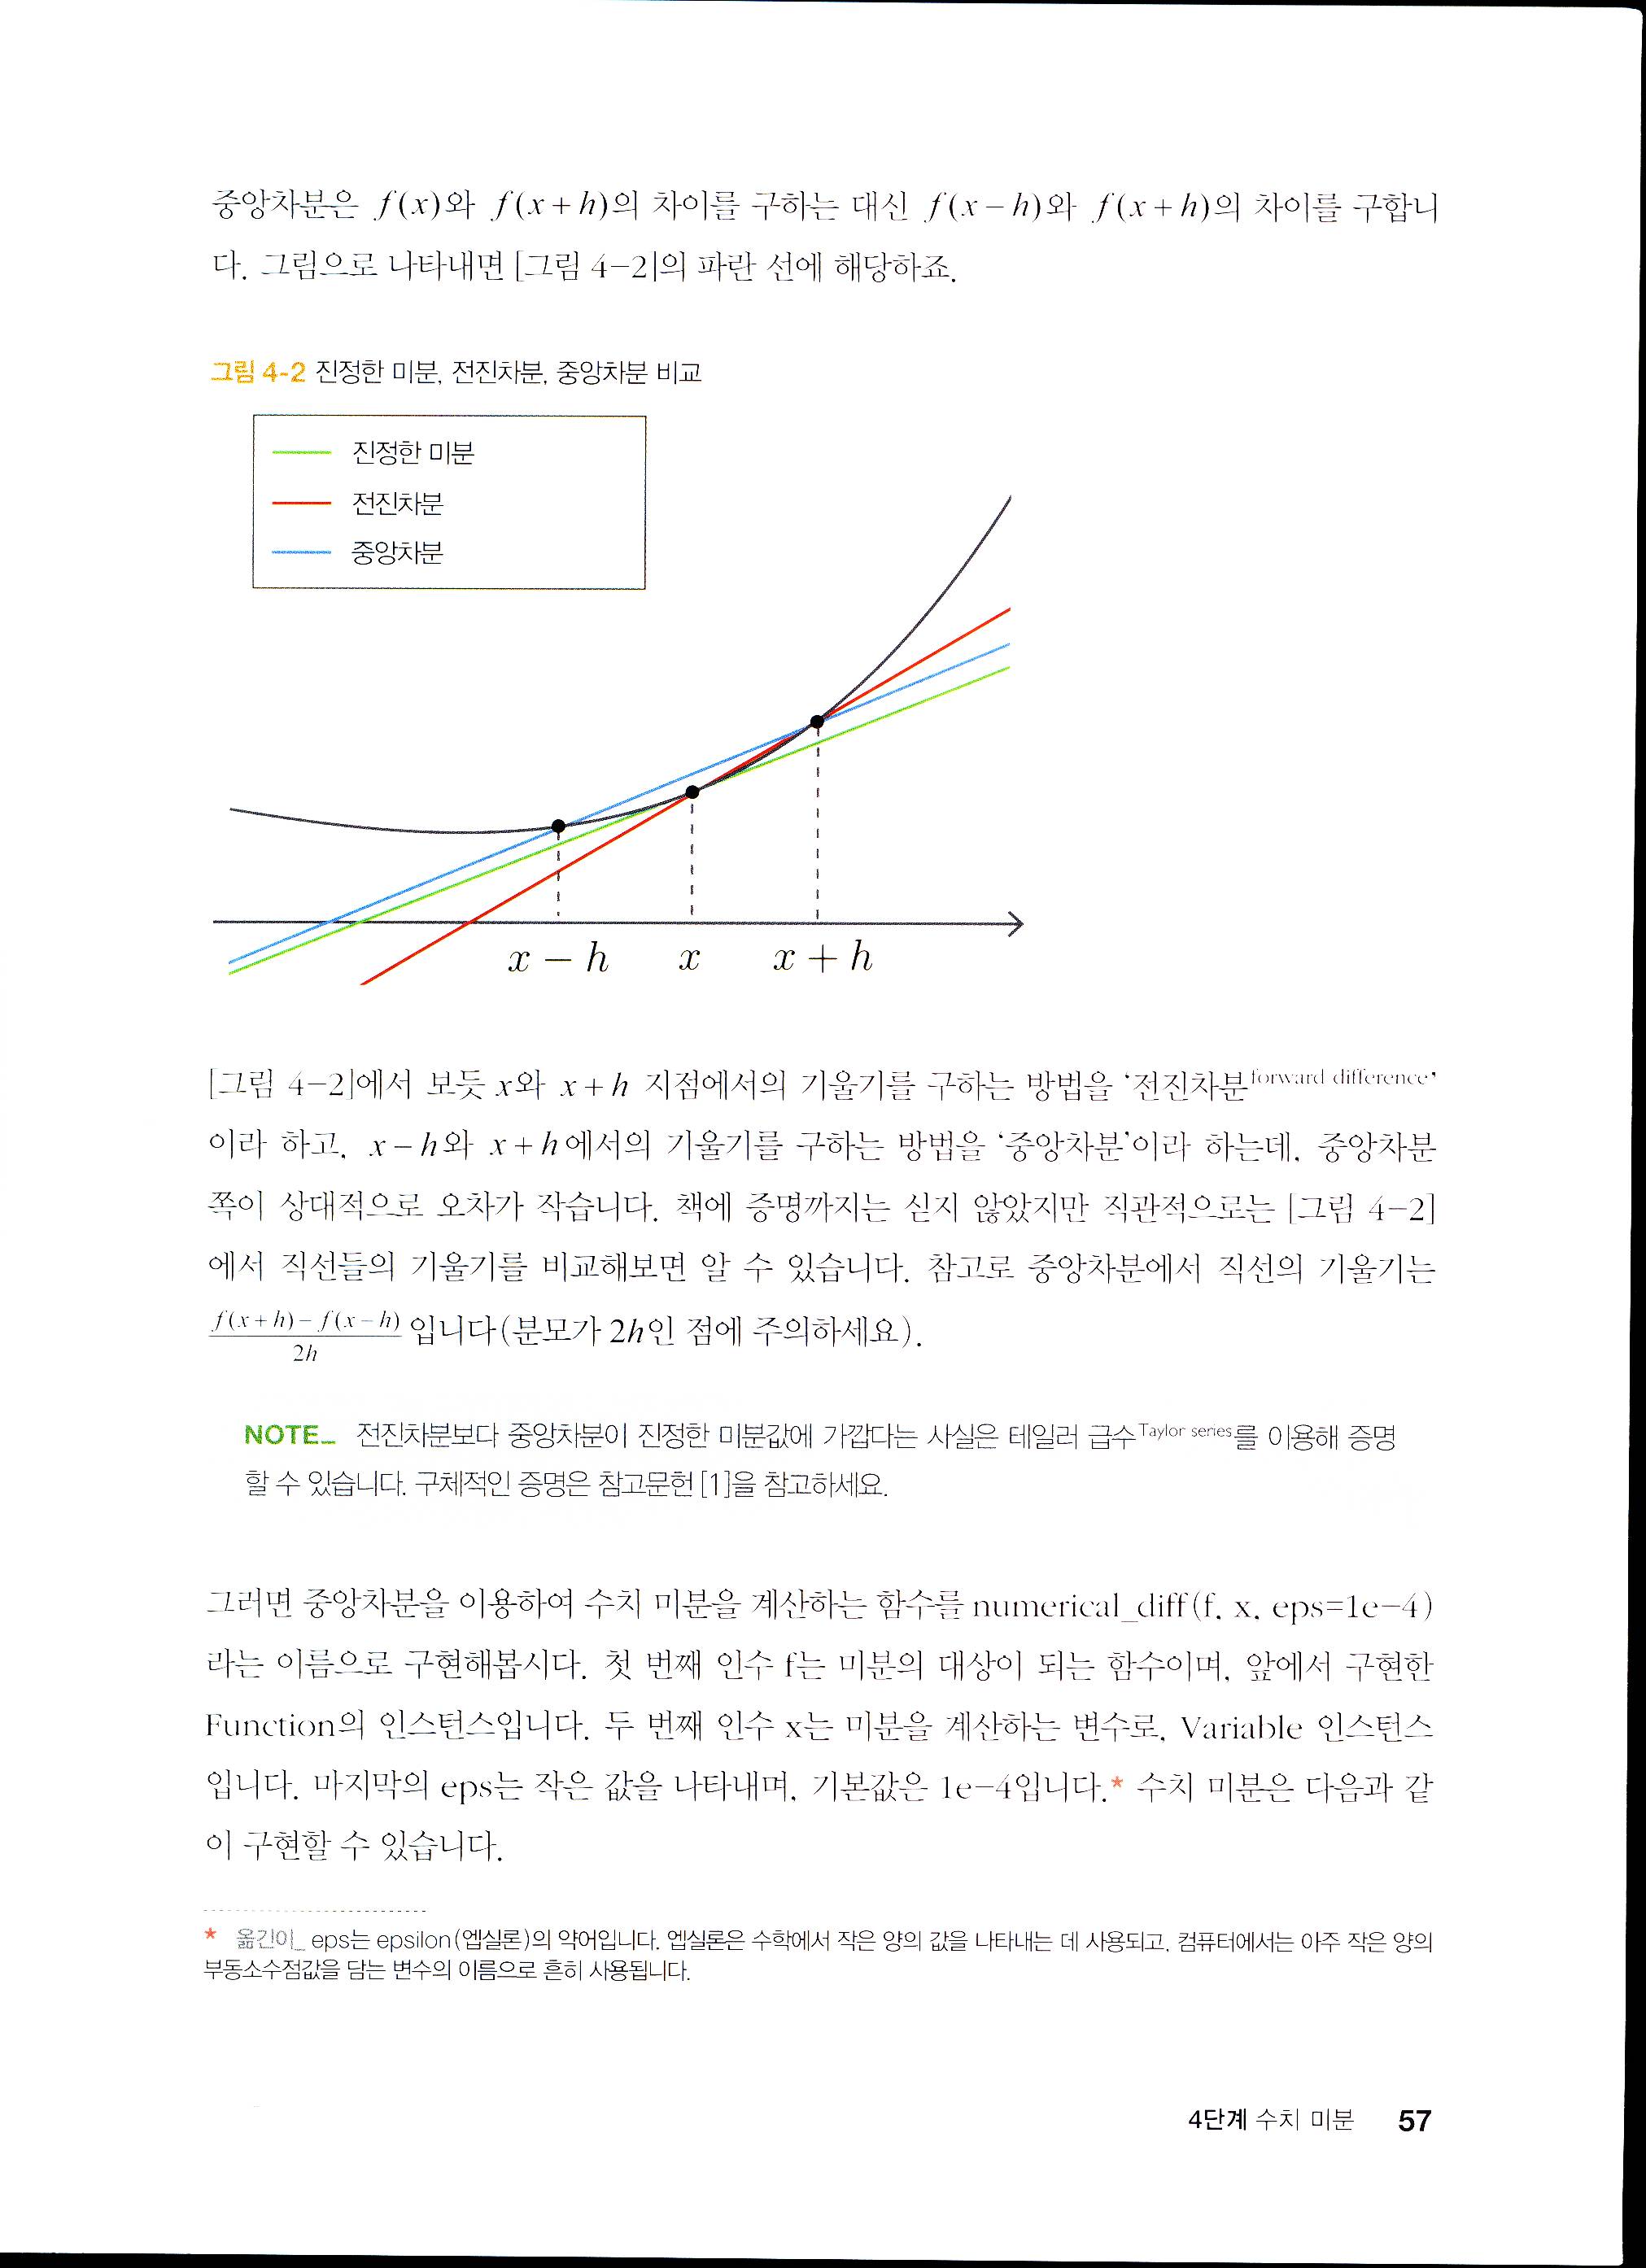 중앙차분은 f(x)와 f(x+h)의 차이를 구하는 대신 f(x−h)와 f(x+h)의 차이를 구합니
다. 그림으로 나타내면 [그림 4-2]의 파란 선에 해당하죠.
그림 4-2 진정한 미분, 전진차분, 중앙차분 비교
진정한 미분
전진차분
중앙차분
x − h x x + h
[그림 4-2]에서 보듯 x와 x+h 지점에서의 기울기를 구하는 방법을 '전진차분forward difference'
이라 하고, x−h와 x+h에서의 기울기를 구하는 방법을 '중앙차분'이라 하는데, 중앙차분
쪽이 상대적으로 오차가 작습니다. 책에 증명까지는 싣지 않았지만 직관적으로는 [그림 4-2]
에서 직선들의 기울기를 비교해보면 알 수 있습니다. 참고로 중앙차분에서 직선의 기울기는
f(x+h)−f(x−h)
2h
입니다(분모가 2h인 점에 주의하세요).
NOTE_ 전진차분보다 중앙차분이 진정한 미분값에 가깝다는 사실은 테일러 급수Taylor series를 이용해 증명
할 수 있습니다. 구체적인 증명은 참고문헌 [1]을 참고하세요.
그러면 중앙차분을 이용하여 수치 미분을 계산하는 함수를 numerical_diff(f, x, eps=1e-4)
라는 이름으로 구현해봅시다. 첫 번째 인수 f는 미분의 대상이 되는 함수이며, 앞에서 구현한
Function의 인스턴스입니다. 두 번째 인수 x는 미분을 계산하는 변수로, Variable 인스턴스
입니다. 마지막의 eps는 작은 값을 나타내며, 기본값은 1e-4입니다.* 수치 미분은 다음과 같
이 구현할 수 있습니다.
* 옮긴이_ eps는 epsilon(엡실론)의 약어입니다. 엡실론은 수학에서 작은 양의 값을 나타내는 데 사용되고, 컴퓨터에서는 아주 작은 양의
부동소수점값을 담는 변수의 이름으로 흔히 사용됩니다.
4단계 수치 미분 57